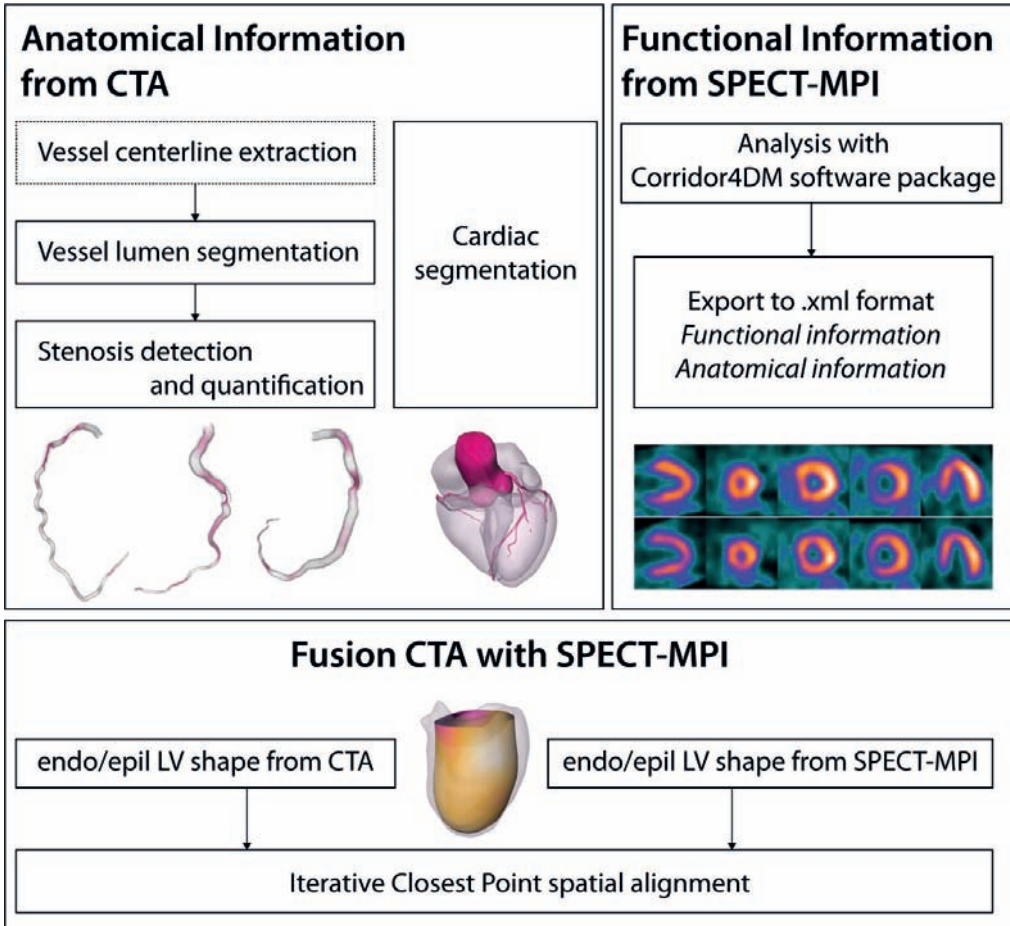 Anatomical Information
from CTA
Vessel centerline extraction
Vessel lumen segmentation
Stenosis detection
and quantification
Cardiac
segmentation
Functional Information
from SPECT-MPI
Analysis with
Corridor4DM software package
Export to .xml format
Functional information
Anatomical information
Fusion CTA with SPECT-MPI
endo/epil LV shape from CTA
endo/epil LV shape from SPECT-MPI
Iterative Closest Point spatial alignment